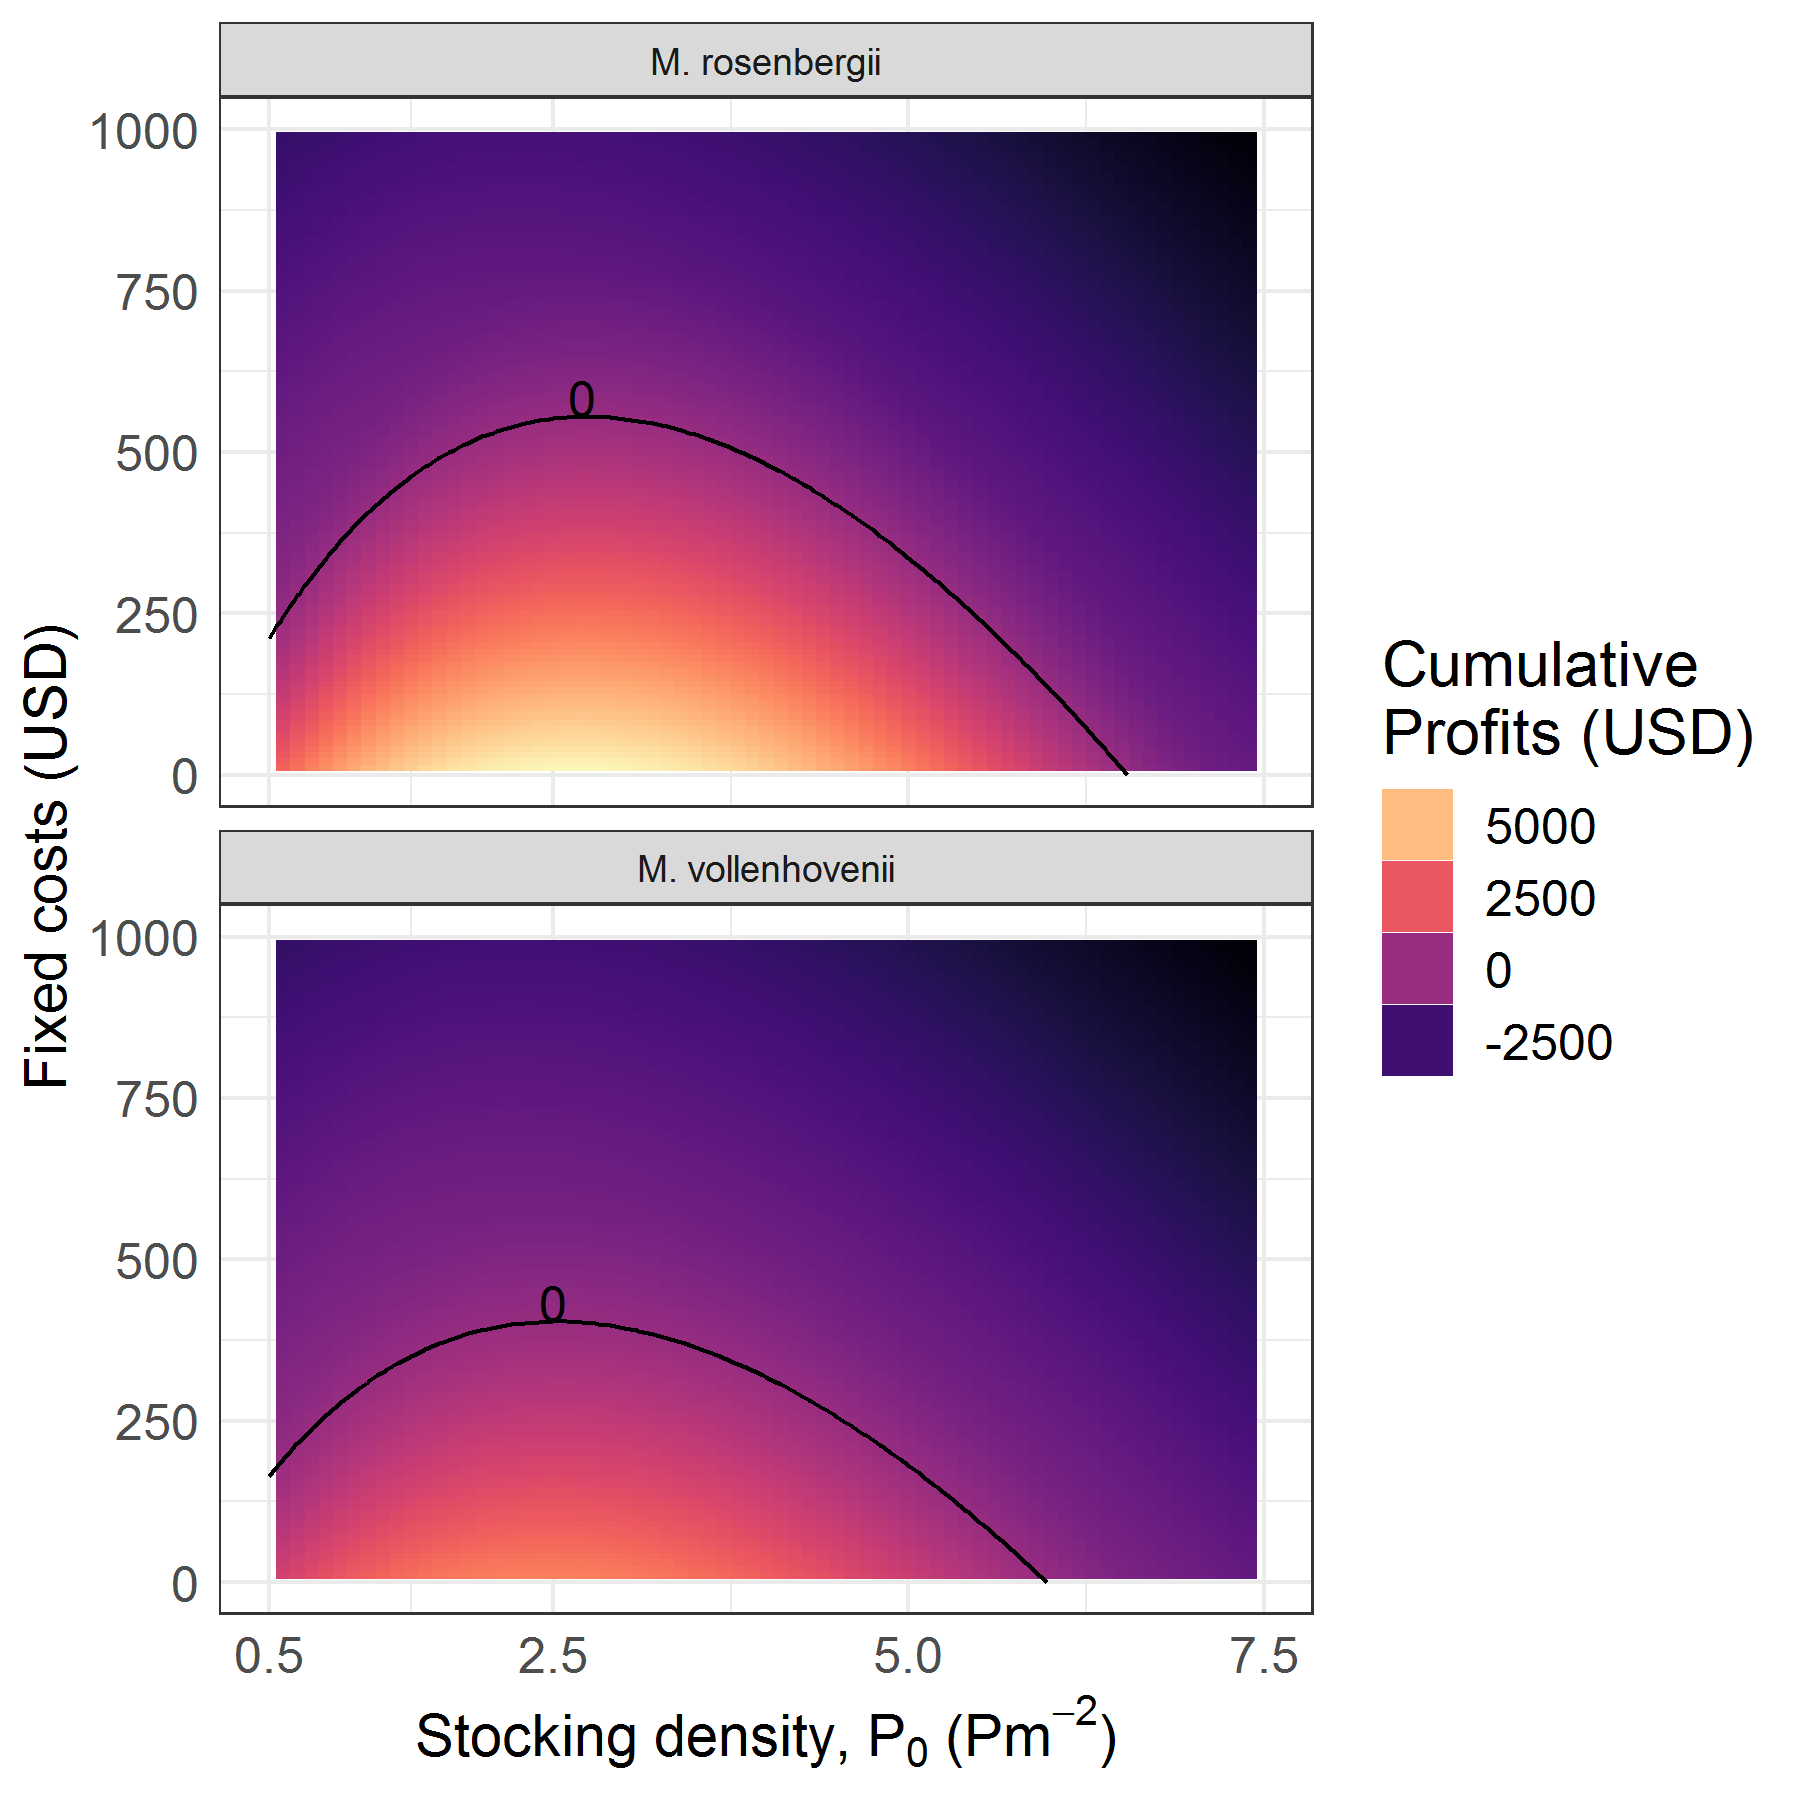 M. rosenbergii
1000
750
500
250
0
0
M. vollenhovenii
1000
750
500
250
0
0
Fixed costs (USD)
0.5 2.5 5.0 7.5
Stocking density, P₀ (Pm⁻²)
Cumulative
Profits (USD)
5000
2500
0
-2500